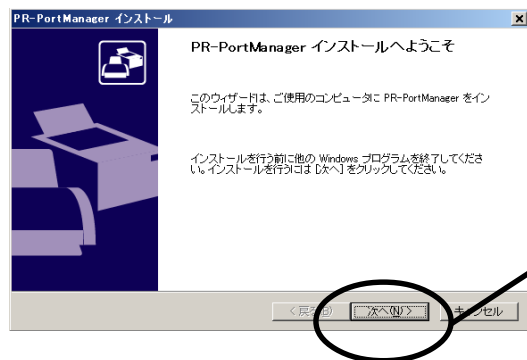 PR-PortManager インストール
PR-PortManager インストールへようこそ
このウィザードは、ご使用のコンピュータに PR-PortManager をイン
ストールします。
インストールを行う前に他の Windows プログラムを終了してくださ
い。インストールを行うには [次へ] をクリックしてください。
< 戻る(B) 次へ(N) > キャンセル